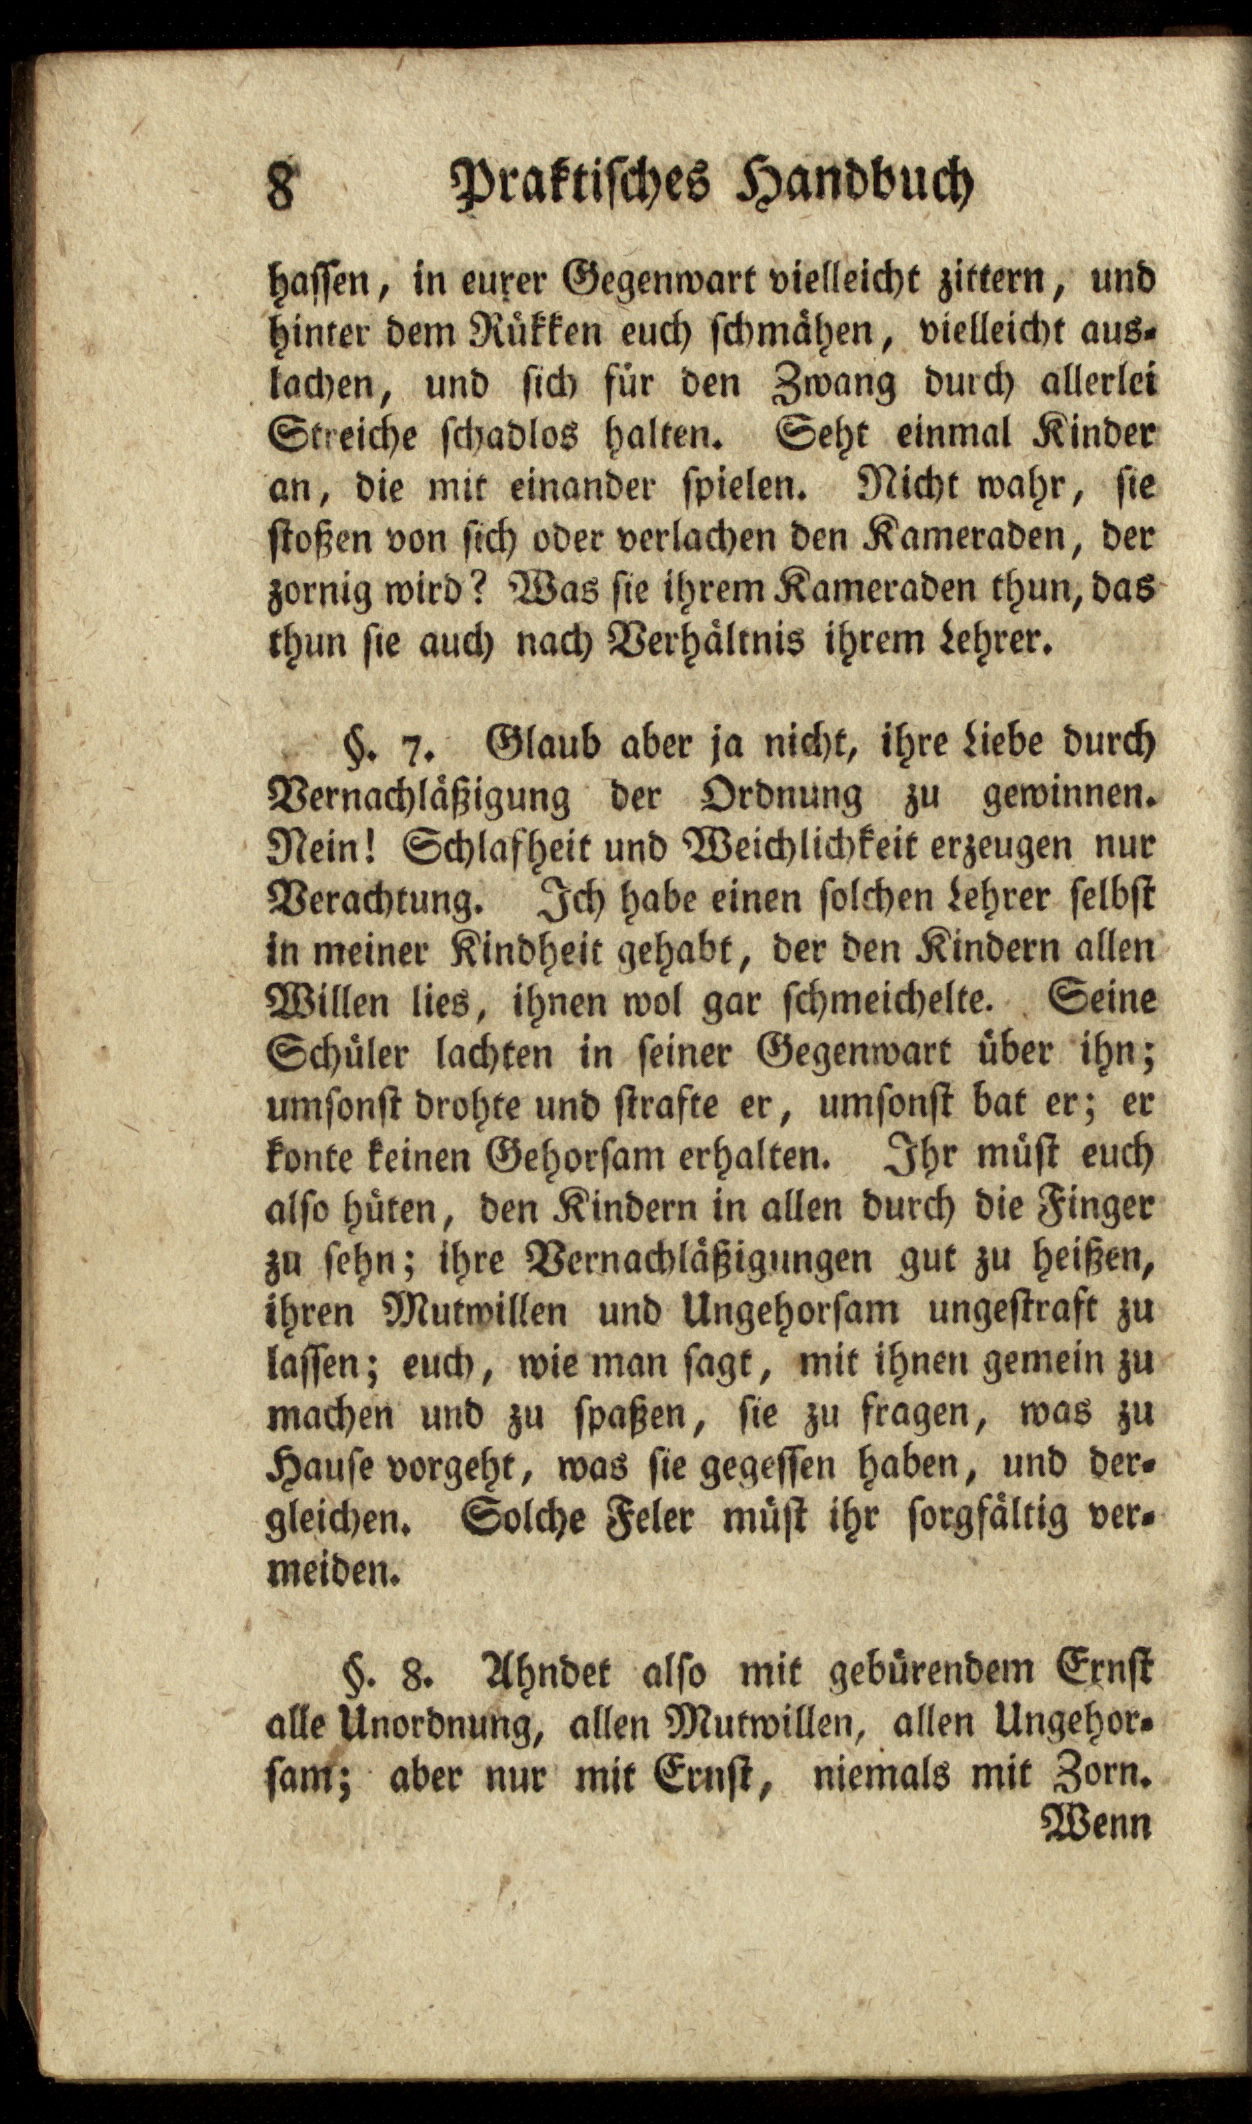 8 Praktisches Handbuch
hassen, in eurer Gegenwart vielleicht zittern, und
hinter dem Rükken euch schmähen, vielleicht aus-
lachen, und sich für den Zwang durch allerlei
Streiche schadlos halten. Seht einmal Kinder
an, die mit einander spielen. Nicht wahr, sie
stoßen von sich oder verlachen den Kameraden, der
zornig wird? Was sie ihrem Kameraden thun, das
thun sie auch nach Verhältnis ihrem Lehrer.
§. 7. Glaub aber ja nicht, ihre Liebe durch
Vernachläßigung der Ordnung zu gewinnen.
Nein! Schlafheit und Weichlichkeit erzeugen nur
Verachtung. Ich habe einen solchen Lehrer selbst
in meiner Kindheit gehabt, der den Kindern allen
Willen lies, ihnen wol gar schmeichelte. Seine
Schüler lachten in seiner Gegenwart über ihn;
umsonst drohte und strafte er, umsonst bat er; er
konte keinen Gehorsam erhalten. Ihr müst euch
also hüten, den Kindern in allen durch die Finger
zu sehn; ihre Vernachläßigungen gut zu heißen,
ihren Mutwillen und Ungehorsam ungestraft zu
lassen; euch, wie man sagt, mit ihnen gemein zu
machen und zu spaßen, sie zu fragen, was zu
Hause vorgeht, was sie gegessen haben, und der-
gleichen. Solche Feler müst ihr sorgfältig ver-
meiden.
§. 8. Ahndet also mit gebürendem Ernst
alle Unordnung, allen Mutwillen, allen Ungehor-
sam; aber nur mit Ernst, niemals mit Zorn.
Wenn